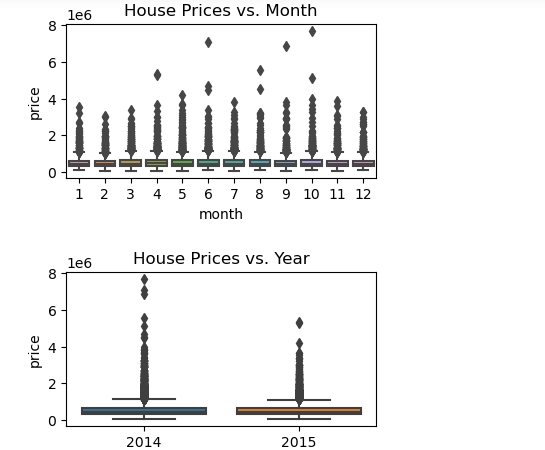 House Prices vs. Month
1e6
8
6
4
2
0
price
1 2 3 4 5 6 7 8 9 10 11 12
month
House Prices vs. Year
1e6
8
6
4
2
0
price
2014 2015